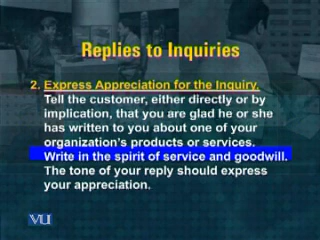 Replies to Inquiries
2. Express Appreciation for the Inquiry.
Tell the customer, either directly or by
implication, that you are glad he or she
has written to you about one of your
organization's products or services.
Write in the spirit of service and goodwill.
The tone of your reply should express
your appreciation.
VU